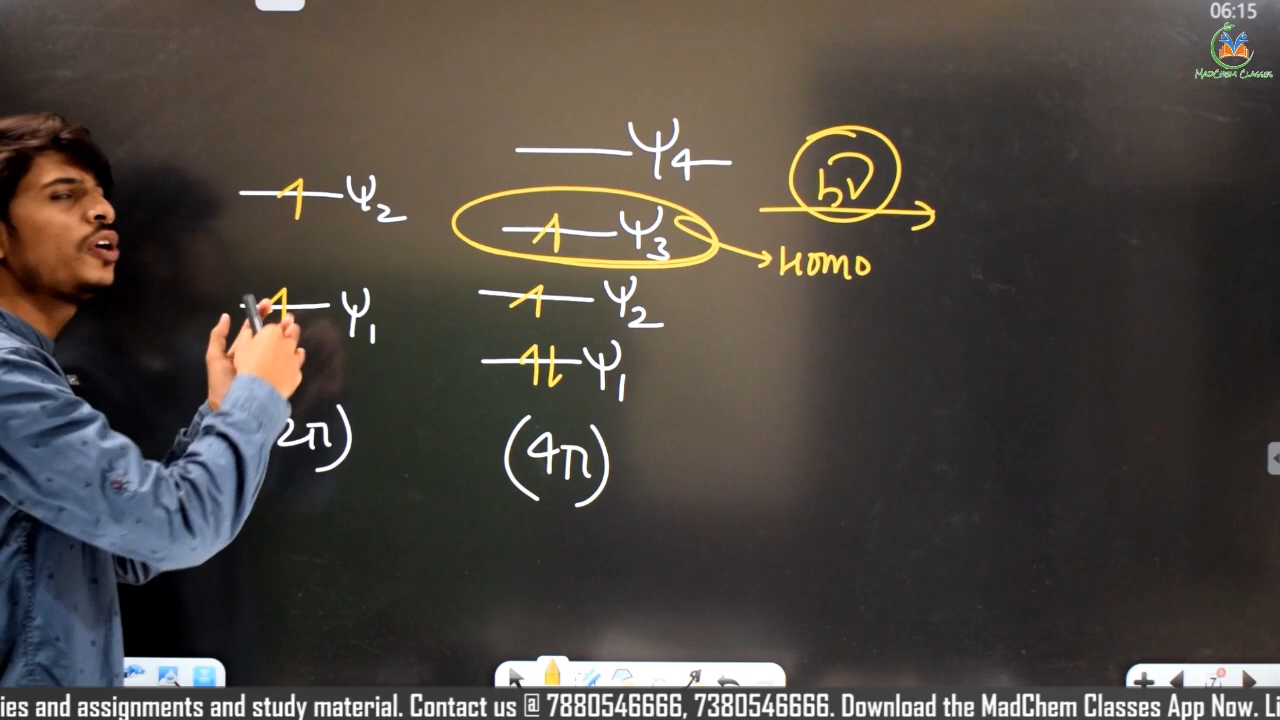 06:15
MadChem Classes
ψ4
hν
ψ2
ψ3
HOMO
ψ1
ψ2
ψ1
2π)
(4π)
ies and assignments and study material. Contact us @ 7880546666, 7380546666. Download the MadChem Classes App Now. Li